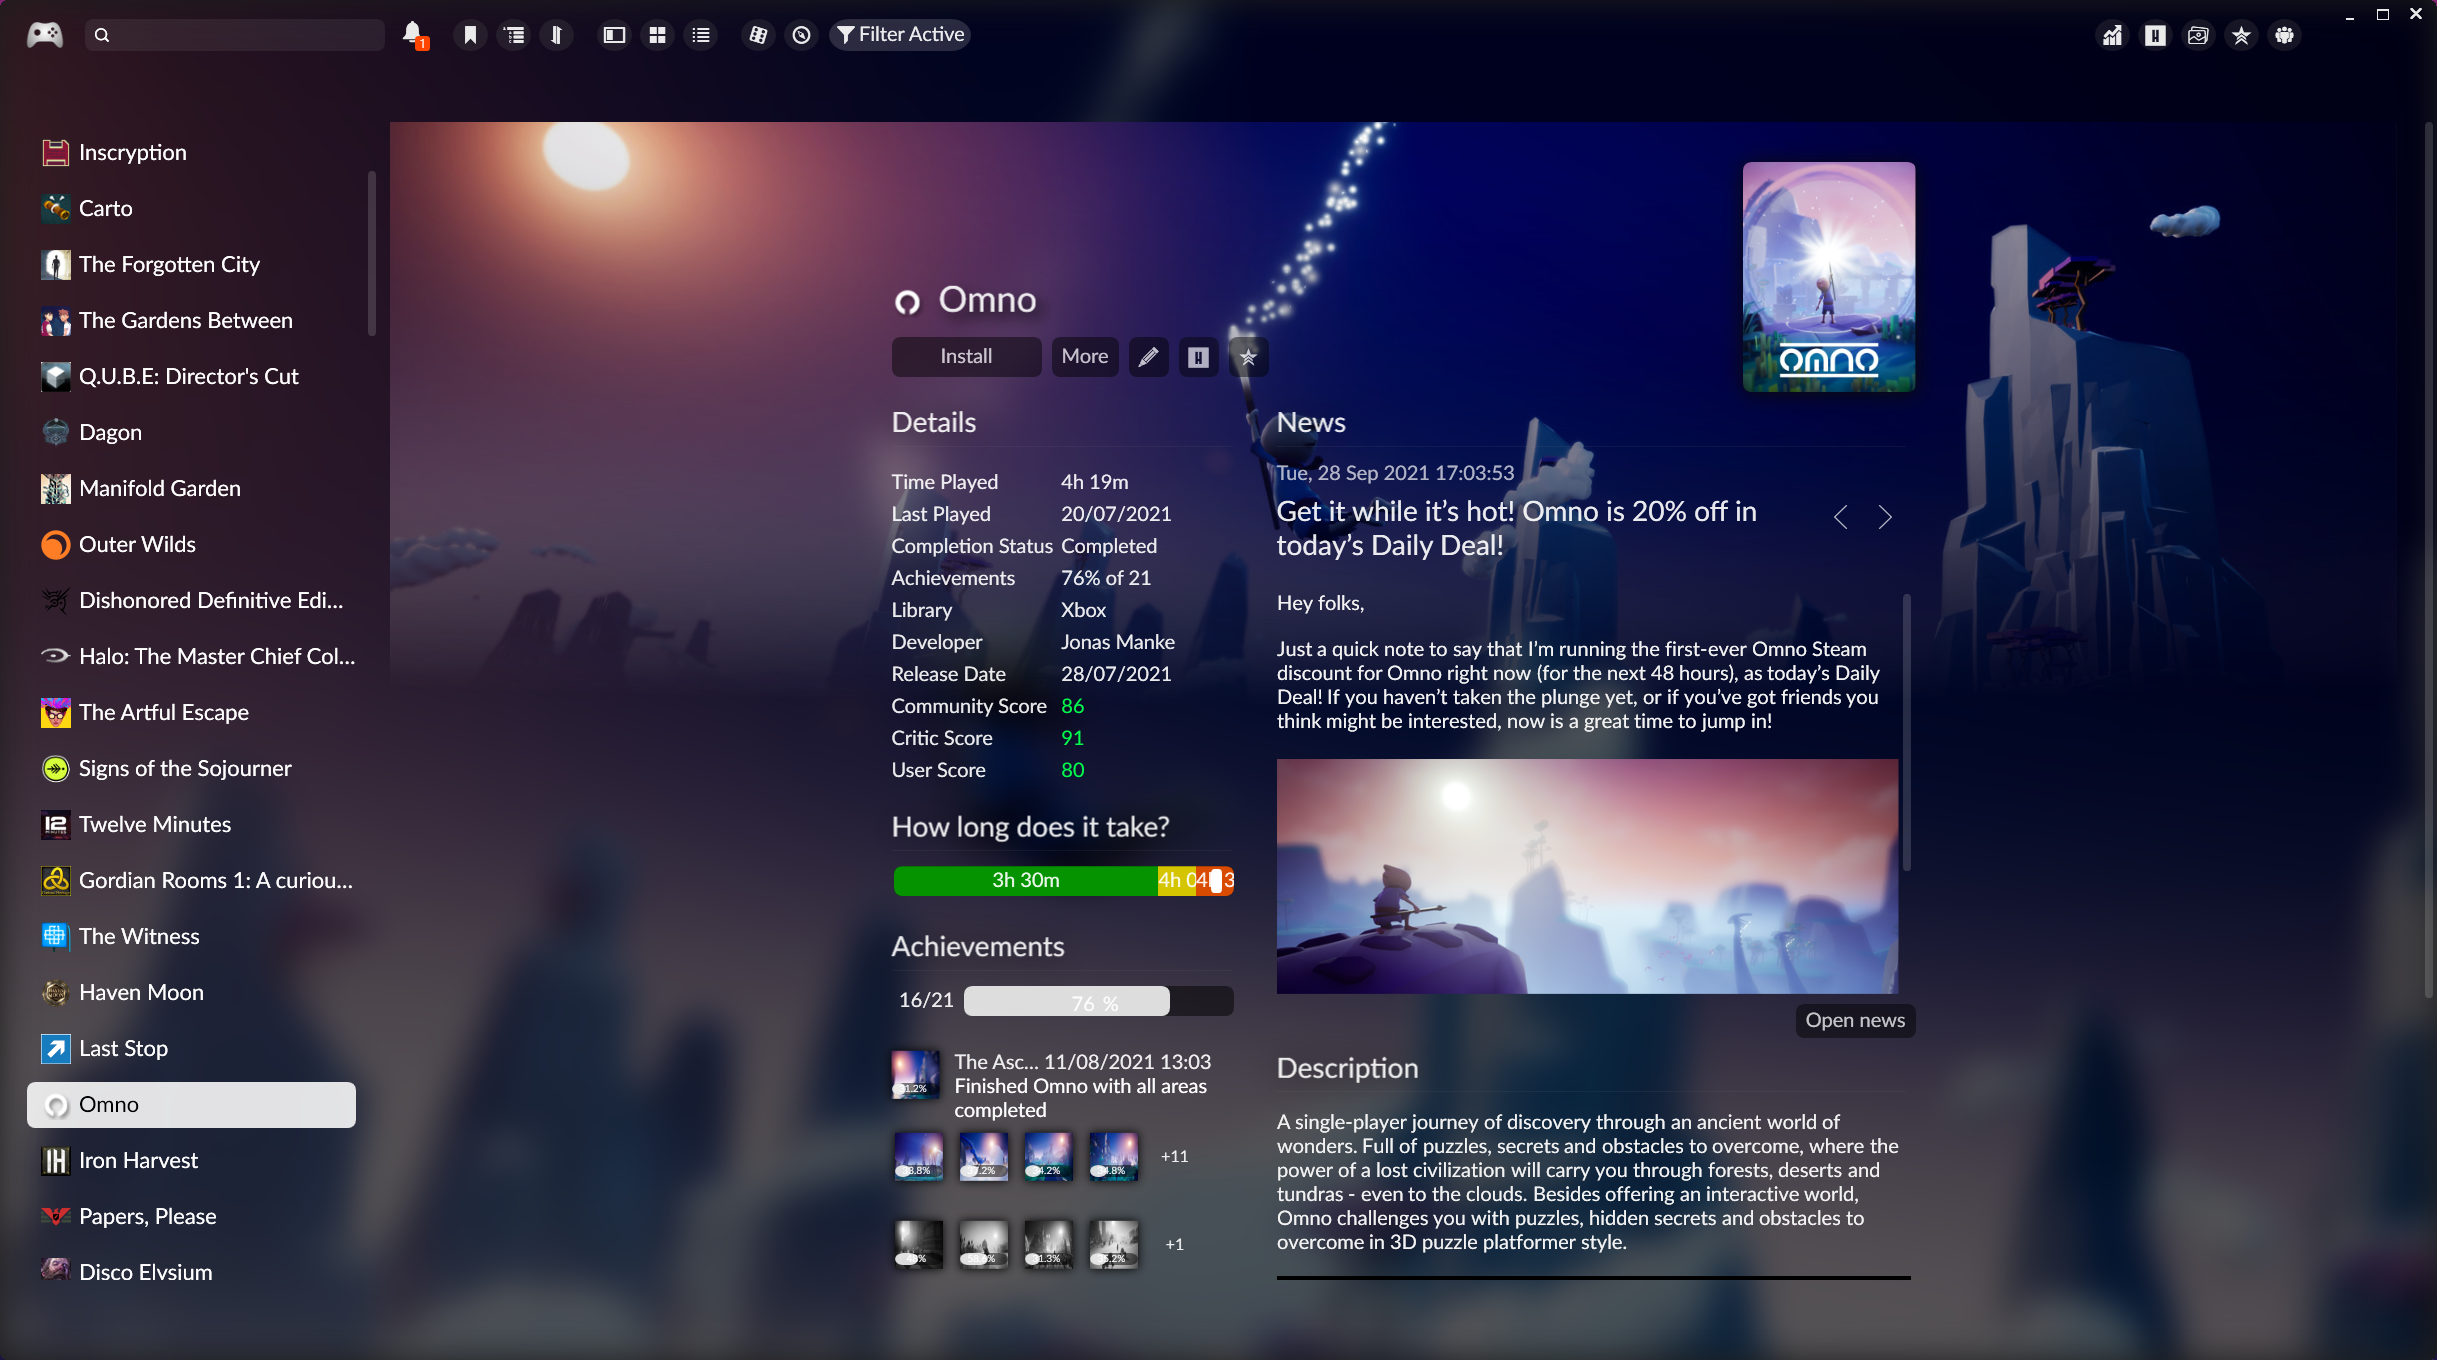 1
Filter Active
Inscryption
Carto
The Forgotten City
The Gardens Between
Q.U.B.E: Director's Cut
Dagon
Manifold Garden
Outer Wilds
Dishonored Definitive Edi...
Halo: The Master Chief Col...
The Artful Escape
Signs of the Sojourner
12 Twelve Minutes
Gordian Rooms 1: A curiou...
The Witness
Haven Moon
Last Stop
Omno
Iron Harvest
Papers, Please
Disco Elysium
Omno
Install
More
OMNO
Details
Time Played 4h 19m
Last Played 20/07/2021
Completion Status Completed
Achievements 76% of 21
Library Xbox
Developer Jonas Manke
Release Date 28/07/2021
Community Score 86
Critic Score 91
User Score 80
How long does it take?
3h 30m
Achievements
16/21 76 %
The Asc... 11/08/2021 13:03
Finished Omno with all areas
completed
+11
+1
News
Tue, 28 Sep 2021 17:03:53
Get it while it’s hot! Omno is 20% off in
today’s Daily Deal!
Hey folks,
Just a quick note to say that I’m running the first-ever Omno Steam
discount for Omno right now (for the next 48 hours), as today’s Daily
Deal! If you haven’t taken the plunge yet, or if you’ve got friends you
think might be interested, now is a great time to jump in!
Open news
Description
A single-player journey of discovery through an ancient world of
wonders. Full of puzzles, secrets and obstacles to overcome, where the
power of a lost civilization will carry you through forests, deserts and
tundras - even to the clouds. Besides offering an interactive world,
Omno challenges you with puzzles, hidden secrets and obstacles to
overcome in 3D puzzle platformer style.